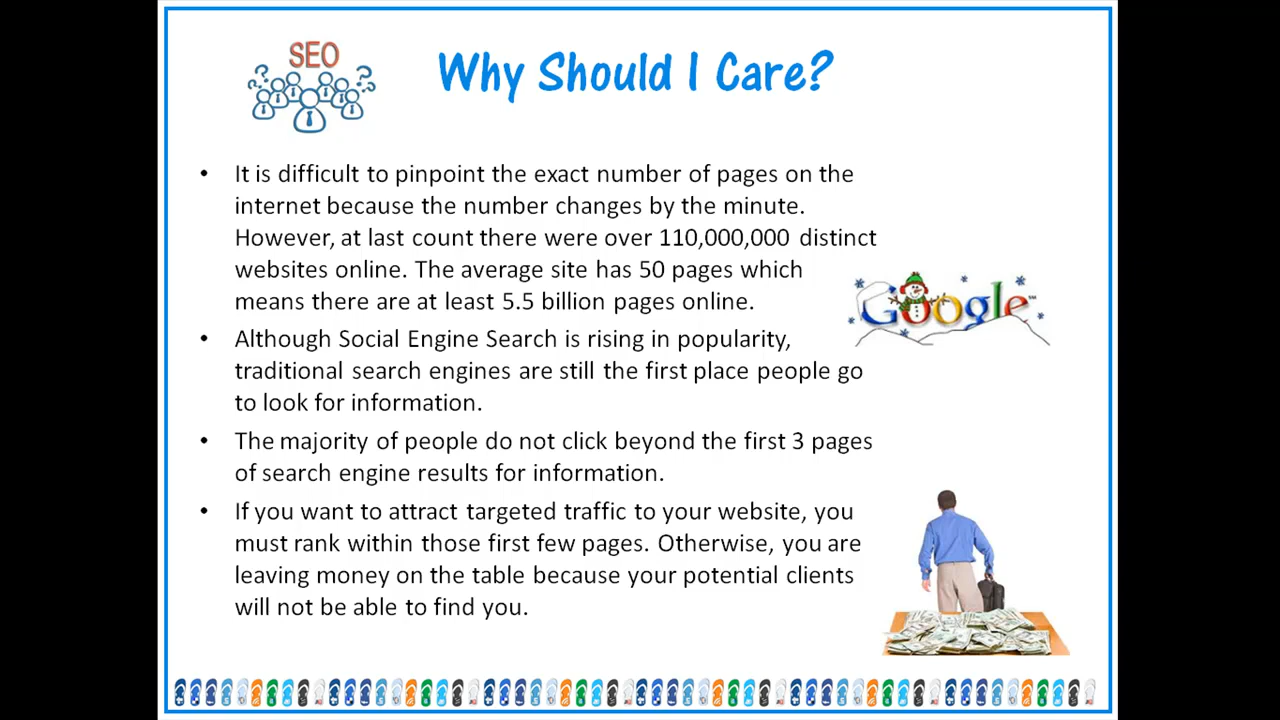 SEO
Why Should I Care?
• It is difficult to pinpoint the exact number of pages on the
internet because the number changes by the minute.
However, at last count there were over 110,000,000 distinct
websites online. The average site has 50 pages which
means there are at least 5.5 billion pages online.
Google
• Although Social Engine Search is rising in popularity,
traditional search engines are still the first place people go
to look for information.
• The majority of people do not click beyond the first 3 pages
of search engine results for information.
• If you want to attract targeted traffic to your website, you
must rank within those first few pages. Otherwise, you are
leaving money on the table because your potential clients
will not be able to find you.